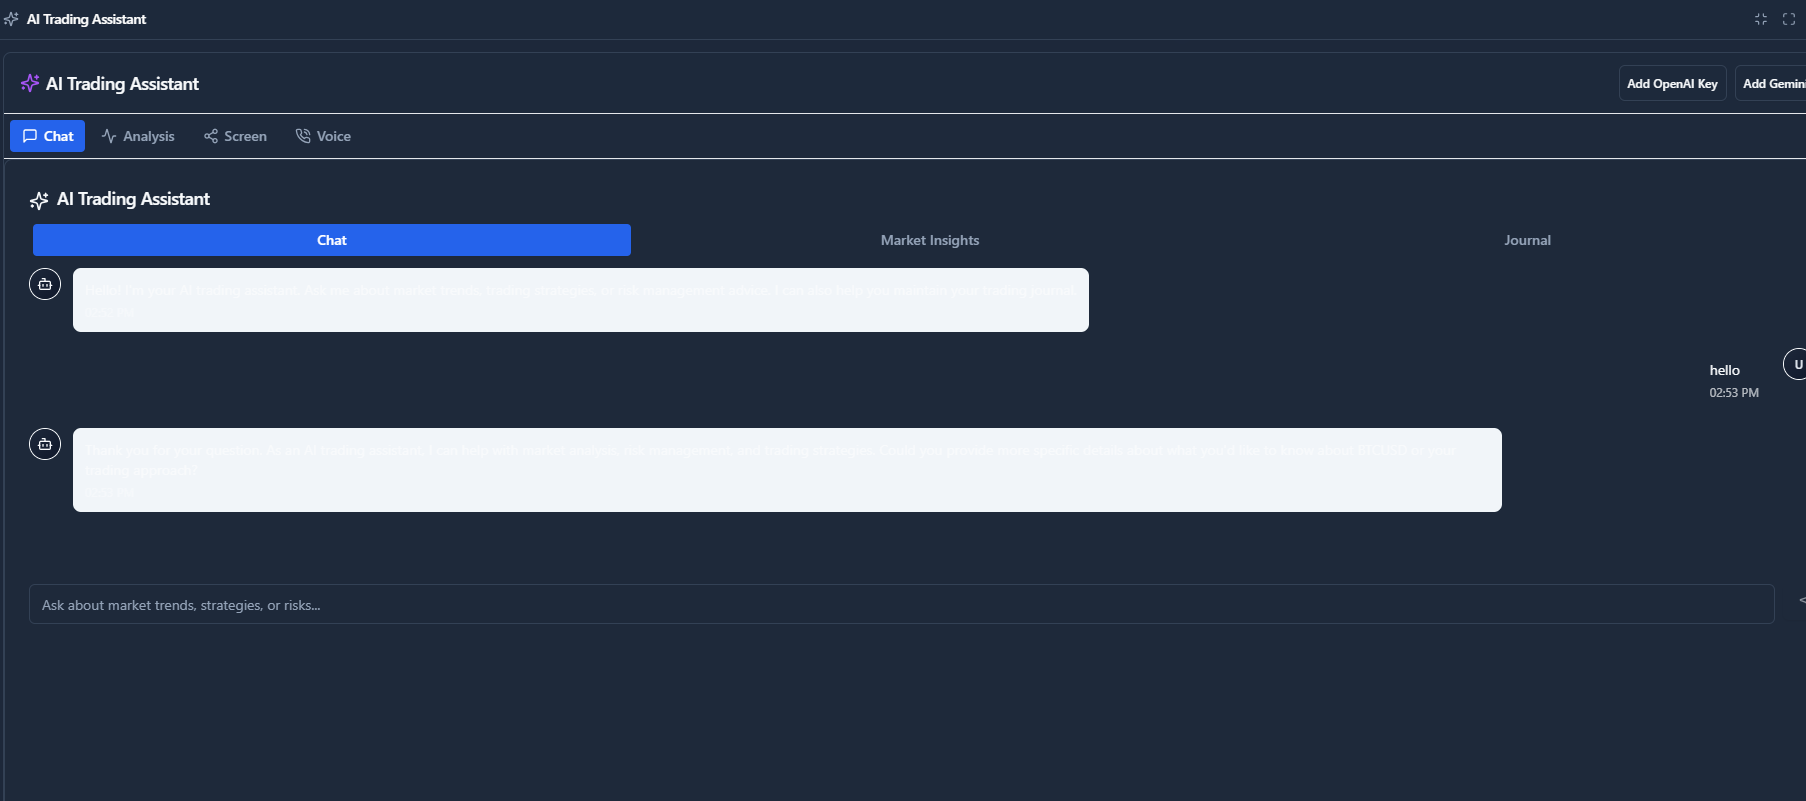 AI Trading Assistant
AI Trading Assistant
Add OpenAI Key
Add Gemini
Chat
Analysis
Screen
Voice
AI Trading Assistant
Chat
Market Insights
Journal
Hello! I'm your AI trading assistant. Ask me about market trends, trading strategies, or risk management advice. I can also help you maintain your trading journal.
hello
U
02:53 PM
Thank you for your question. As an AI trading assistant, I can help with market analysis, risk management, and trading strategies. Could you provide more specific details about what you'd like to know about BTCUSD or your
trading approach?
02:53 PM
Ask about market trends, strategies, or risks...